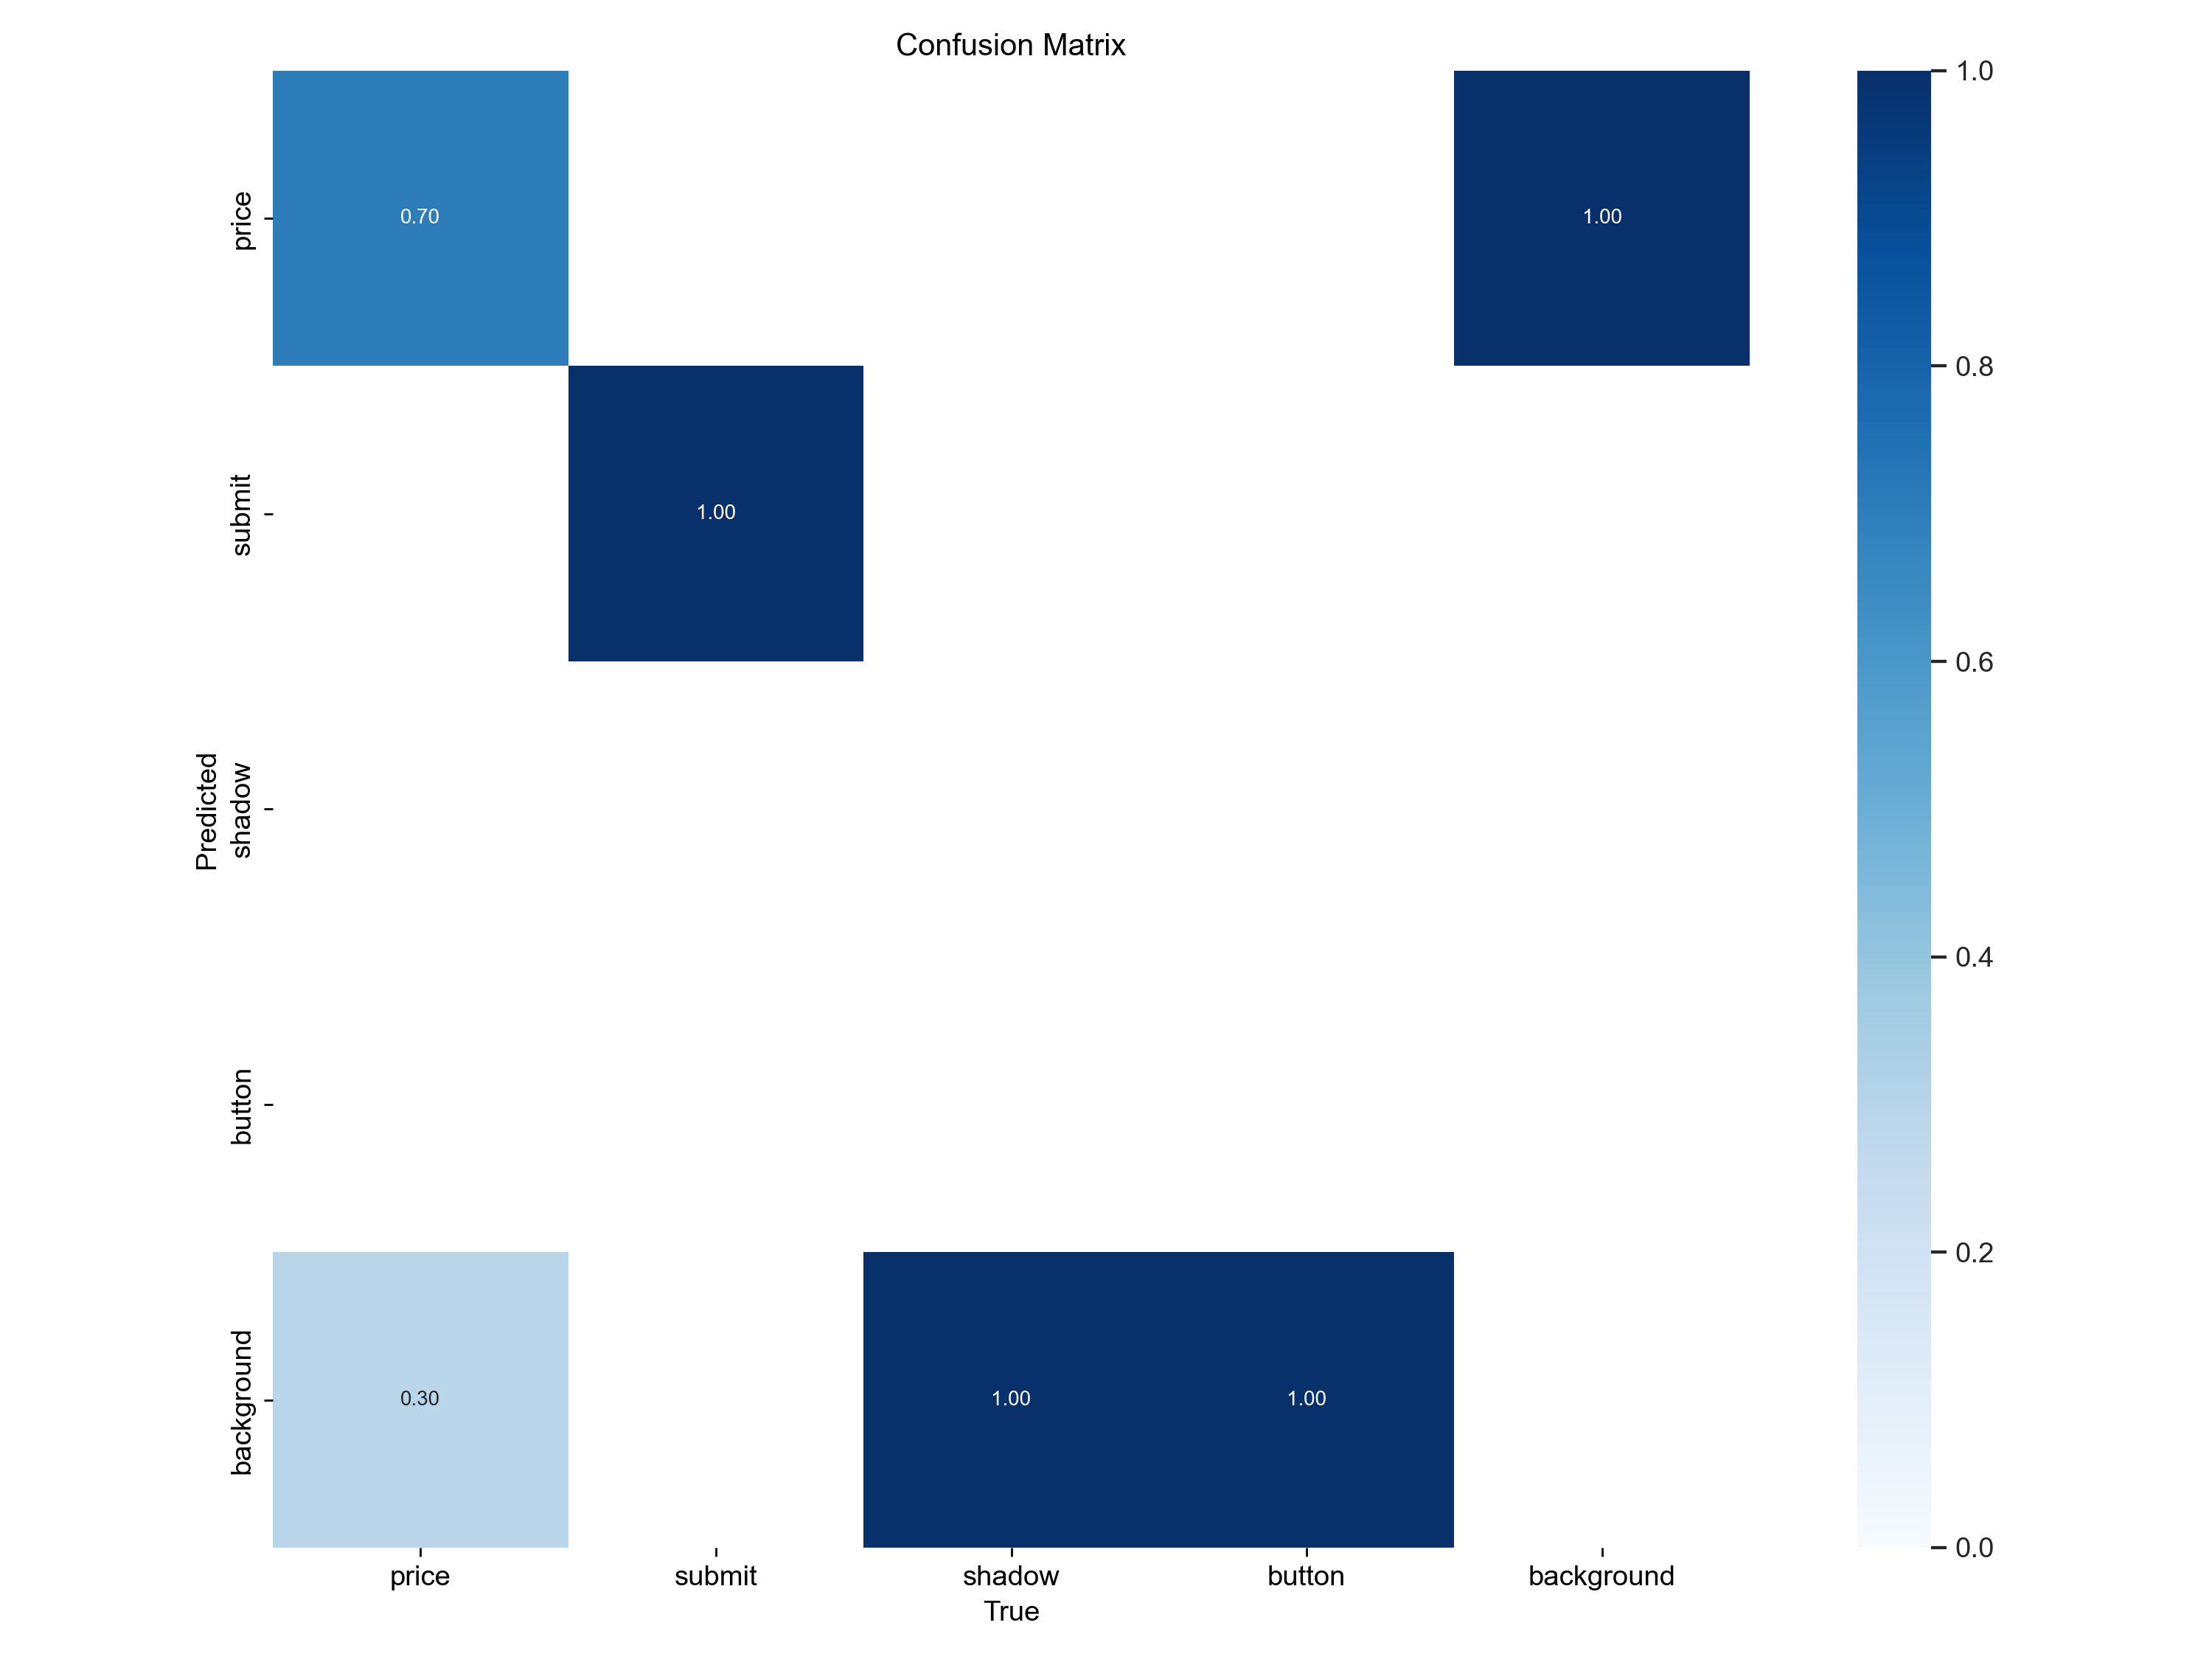 Confusion Matrix
price
submit
shadow
button
background
Predicted
0.70
1.00
1.00
0.30
1.00
1.00
price
submit
shadow
button
background
True
1.0
0.8
0.6
0.4
0.2
0.0